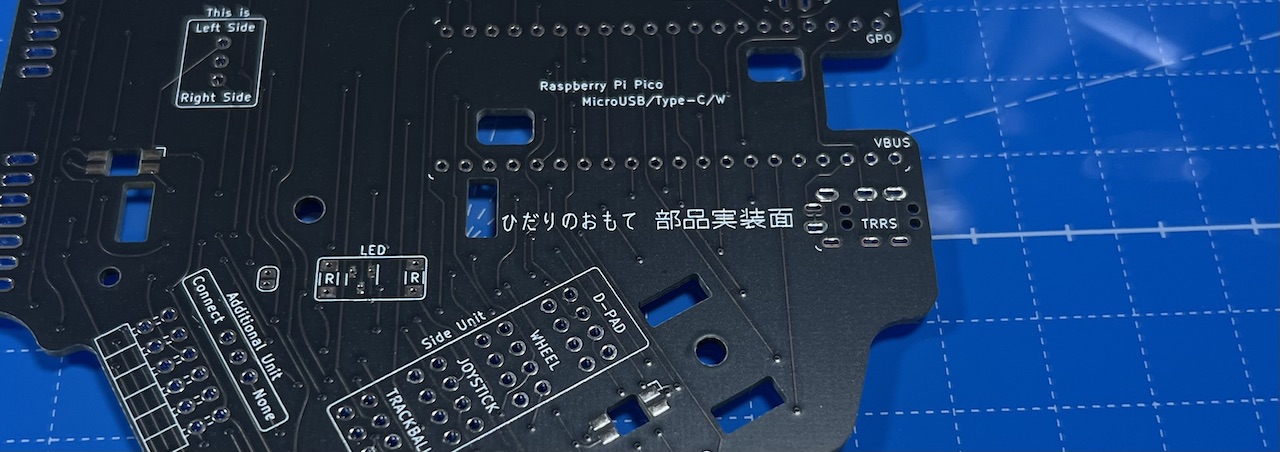 This is
Left Side
Right Side
GP0
Raspberry Pi Pico
MicroUSB/Type-C/W
VBUS
ひだりのおもて 部品実装面
TRRS
LED
R
R
Additional Unit
Connect
None
Side Unit
D-PAD
WHEEL
JOYSTICK
TRACKBALL